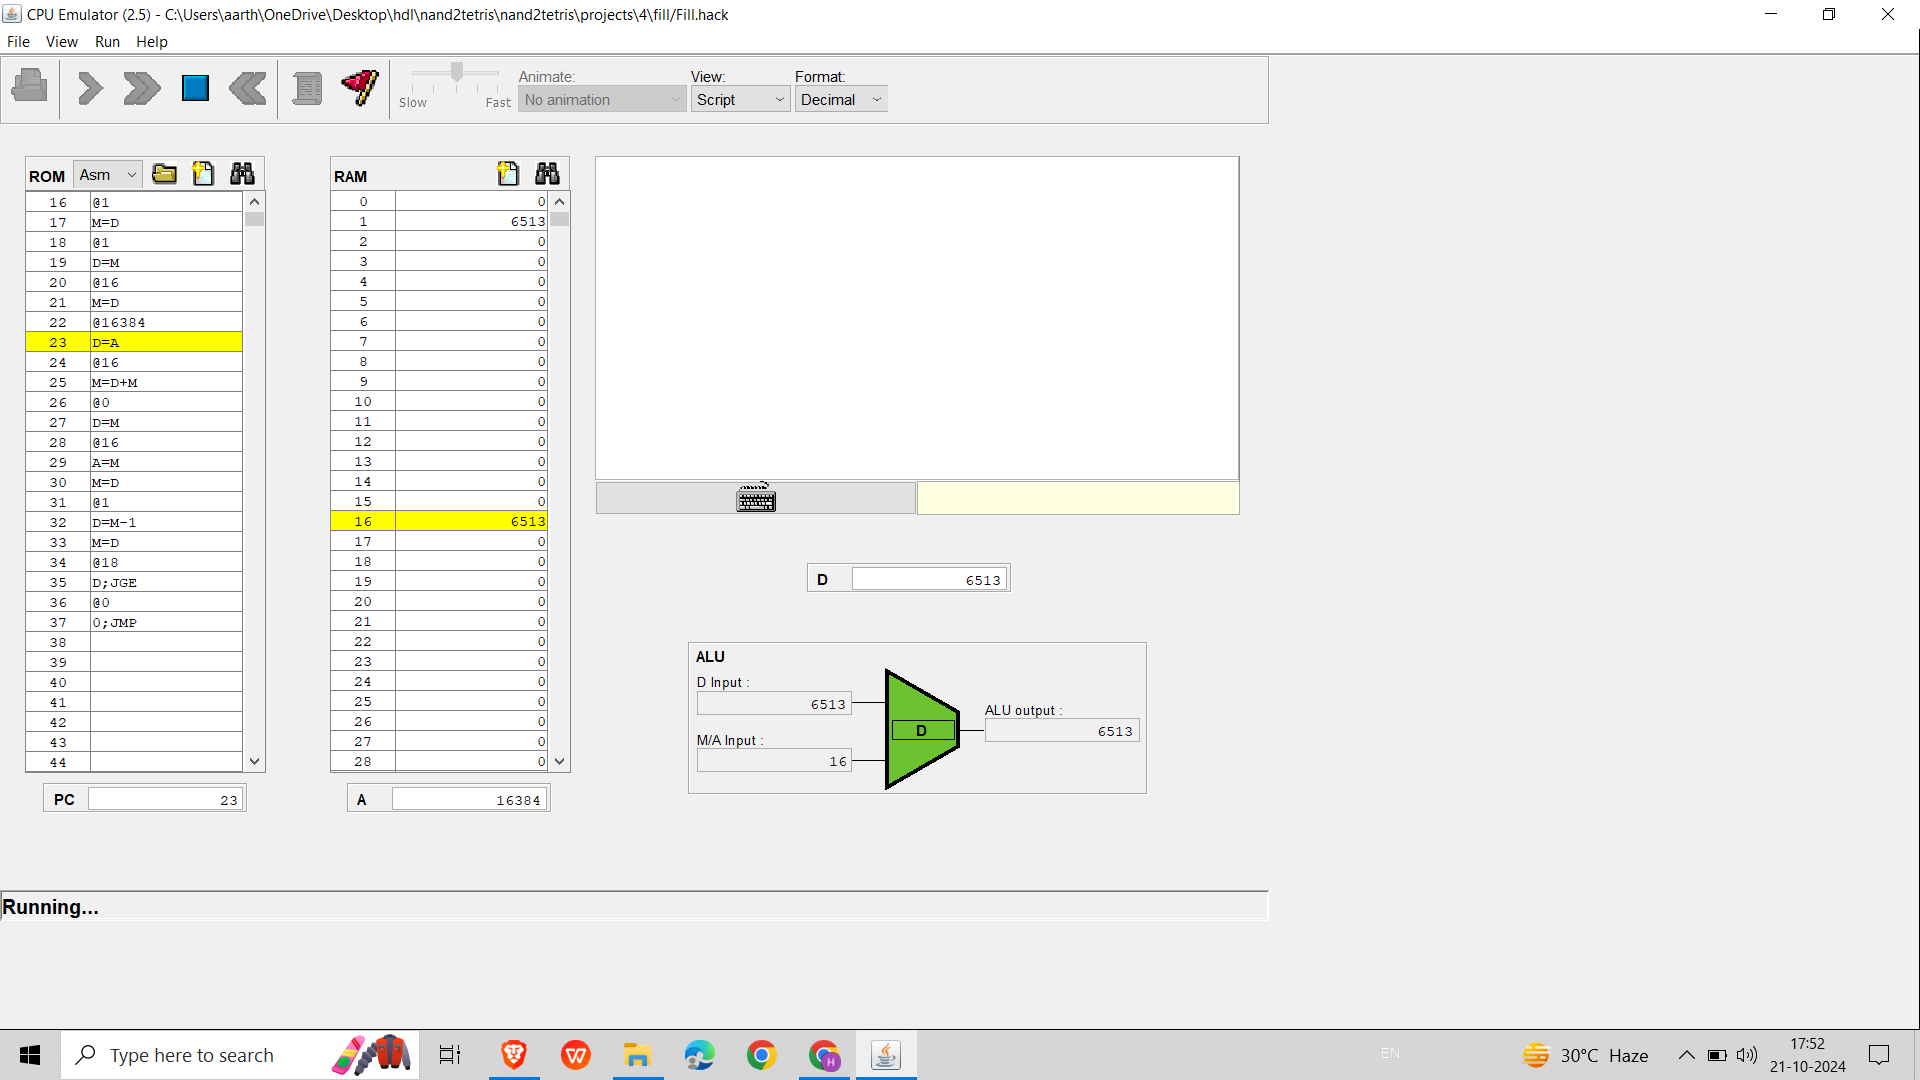 CPU Emulator (2.5) - C:\Users\aarth\OneDrive\Desktop\hdl\nand2tetris\nand2tetris\projects\4\fill/Fill.hack
File View Run Help
Slow Fast
Animate:
No animation
View:
Script
Format:
Decimal
ROM Asm
16 @1
17 M=D
18 @1
19 D=M
20 @16
21 M=D
22 @16384
23 D=A
24 @16
25 M=D+M
26 @0
27 D=M
28 @16
29 A=M
30 M=D
31 @1
32 D=M-1
33 M=D
34 @18
35 D;JGE
36 @0
37 0;JMP
38
39
40
41
42
43
44
PC 23
RAM
0 0
1 6513
2 0
3 0
4 0
5 0
6 0
7 0
8 0
9 0
10 0
11 0
12 0
13 0
14 0
15 0
16 6513
17 0
18 0
19 0
20 0
21 0
22 0
23 0
24 0
25 0
26 0
27 0
28 0
A 16384
D 6513
ALU
D Input :
6513
M/A Input :
16
D
ALU output :
6513
Running...
Type here to search
W
H
EN
30°C Haze
17:52
21-10-2024